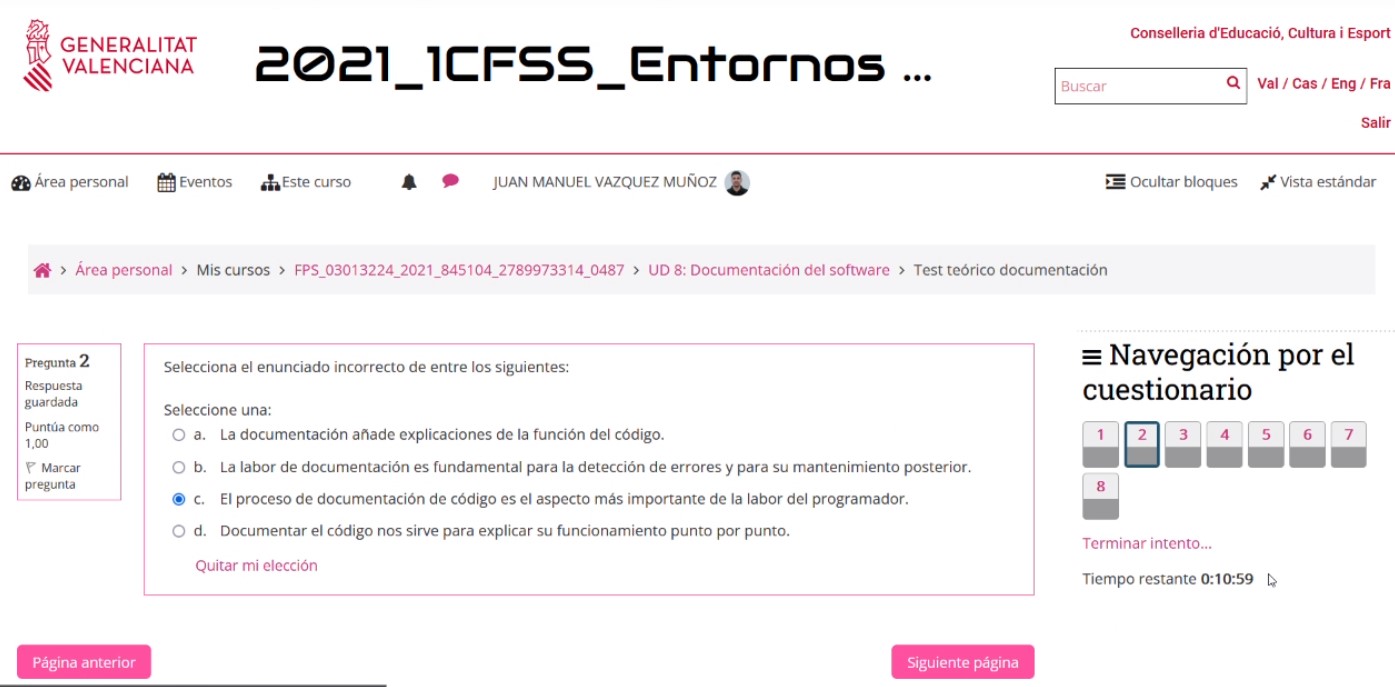 GENERALITAT
VALENCIANA
2021_1CFSS_Entornos ...
Conselleria d'Educació, Cultura i Esport
Buscar
Val / Cas / Eng / Fra
Salir
Área personal
Eventos
Este curso
JUAN MANUEL VAZQUEZ MUÑOZ
Ocultar bloques
Vista estándar
Área personal > Mis cursos > FPS_03013224_2021_845104_2789973314_0487 > UD 8: Documentación del software > Test teórico documentación
Pregunta 2
Respuesta
guardada
Puntúa como
1,00
Marcar
pregunta
Selecciona el enunciado incorrecto de entre los siguientes:
Seleccione una:
a. La documentación añade explicaciones de la función del código.
b. La labor de documentación es fundamental para la detección de errores y para su mantenimiento posterior.
c. El proceso de documentación de código es el aspecto más importante de la labor del programador.
d. Documentar el código nos sirve para explicar su funcionamiento punto por punto.
Quitar mi elección
Navegación por el
cuestionario
1 2 3 4 5 6 7
8
Terminar intento...
Tiempo restante 0:10:59
Página anterior
Siguiente página